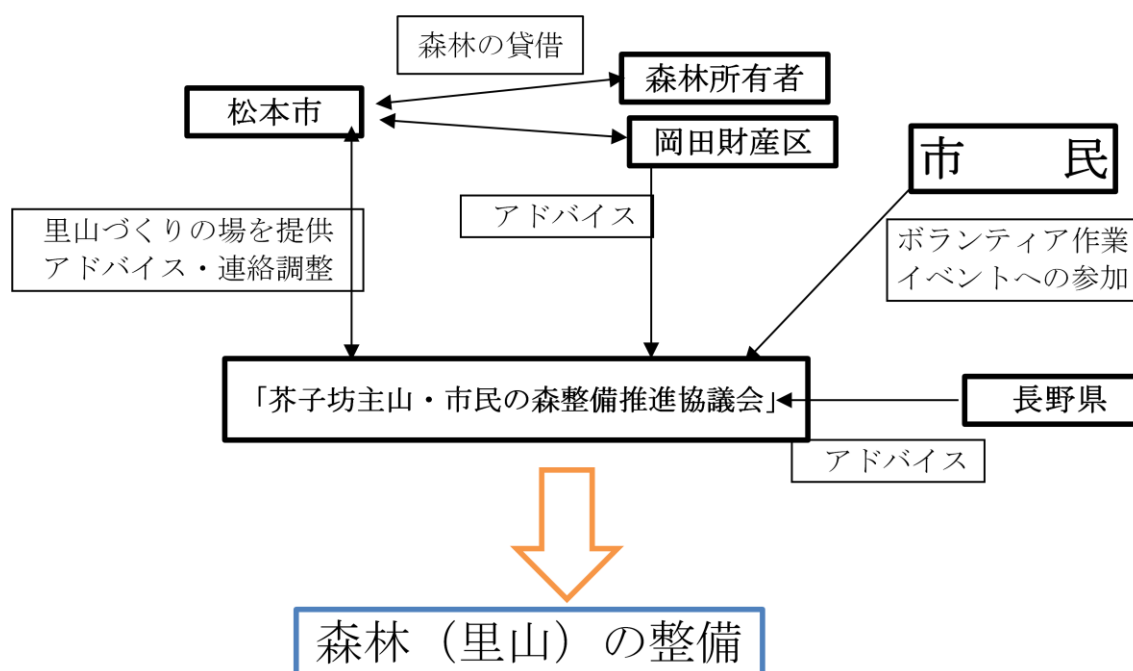 森林の貸借
森林所有者
松本市
岡田財産区
市　　民
里山づくりの場を提供
アドバイス・連絡調整
アドバイス
ボランティア作業
イベントへの参加
「芥子坊主山・市民の森整備推進協議会」
長野県
アドバイス
森林（里山）の整備